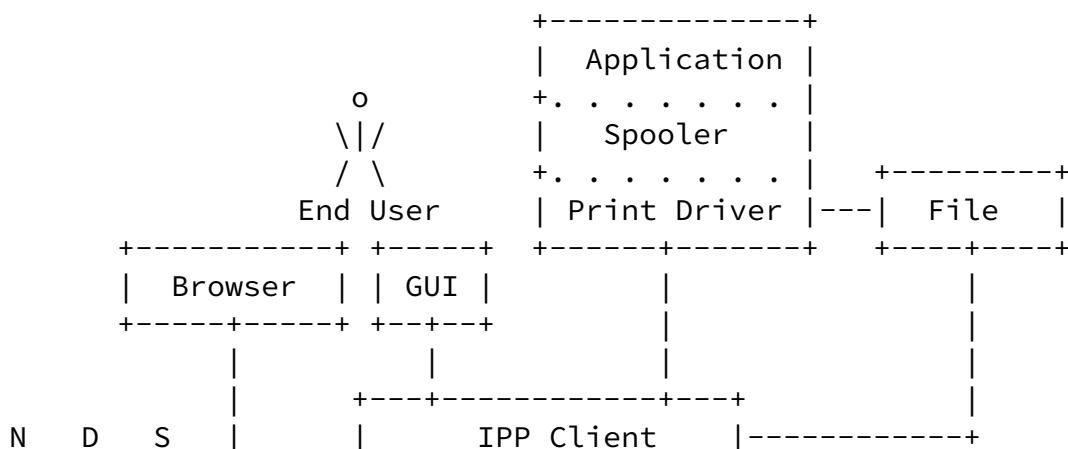 Application
o
Spooler
End User Print Driver File
Browser GUI
N D S IPP Client